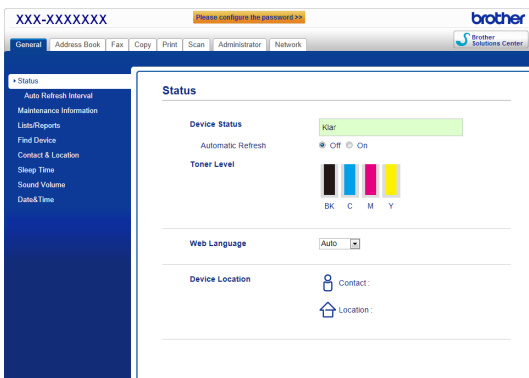 XXX-XXXXXXX
Please configure the password >>
brother
General Address Book Fax Copy Print Scan Administrator Network
Brother
Solutions Center
Status
Auto Refresh Interval
Maintenance Information
Lists/Reports
Find Device
Contact & Location
Sleep Time
Sound Volume
Date&Time
Status
Device Status Klar
Automatic Refresh Off On
Toner Level
BK C M Y
Web Language Auto
Device Location Contact :
Location :